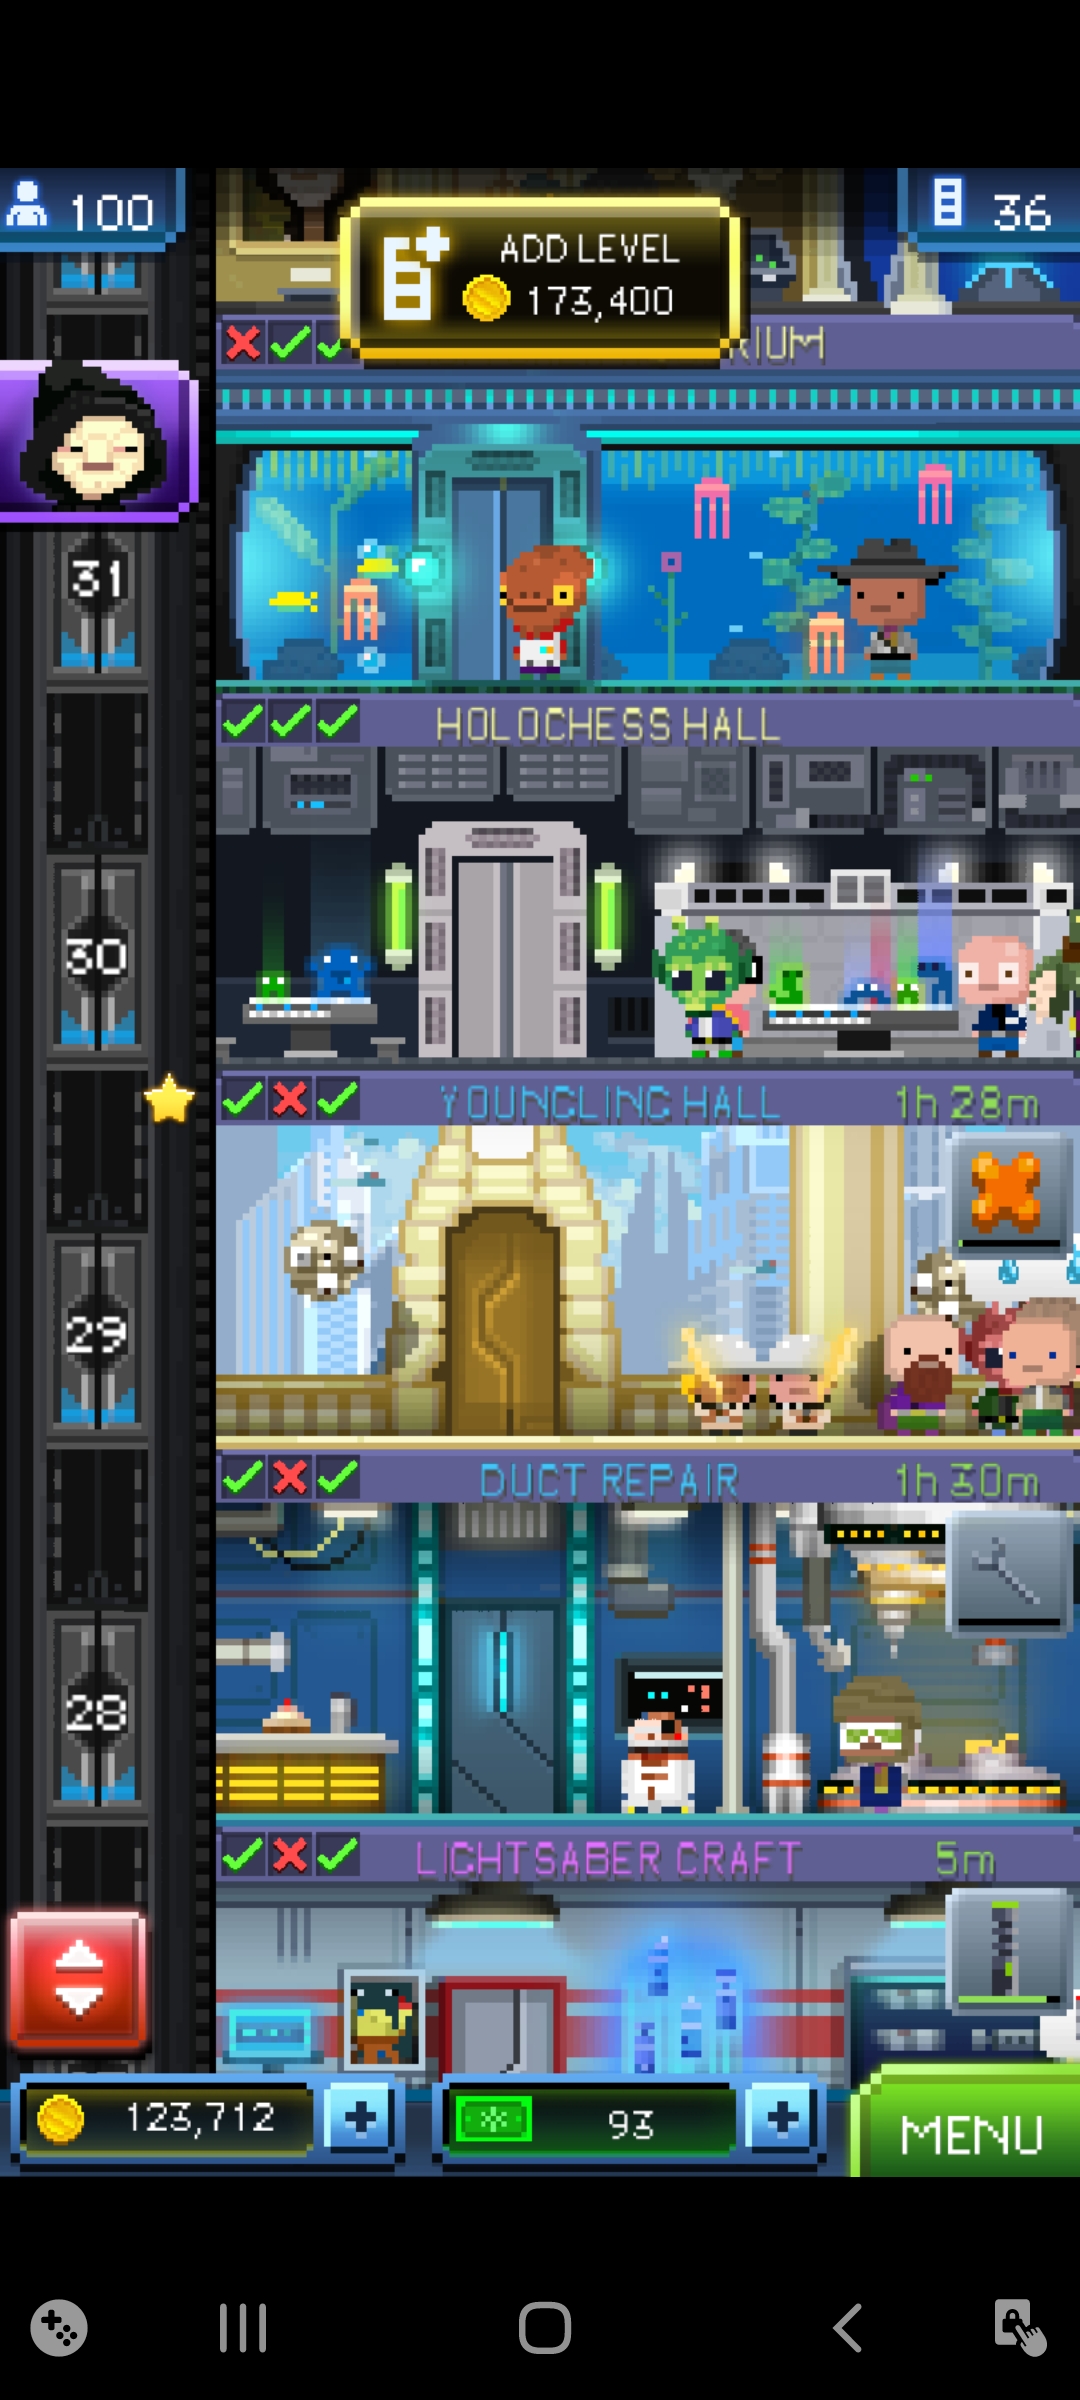 100
ADD LEVEL
173,400
36
RIUM
31
HOLOCHESS HALL
30
YOUNGLING HALL 1h 28m
29
DUCT REPAIR 1h 30m
28
LIGHTSABER CRAFT 5m
123,712
93
MENU